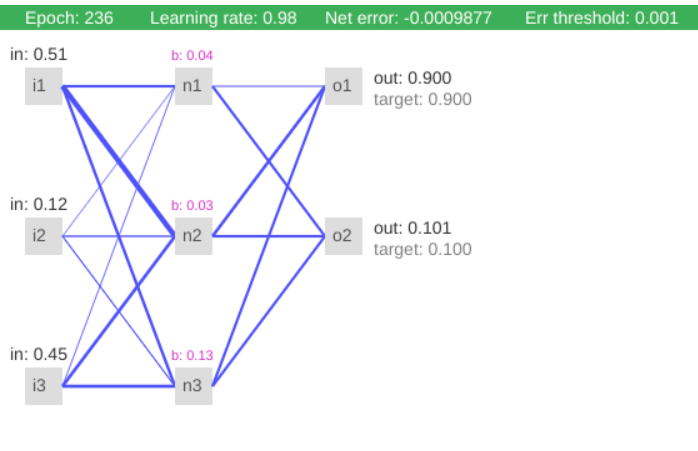 Epoch: 236 Learning rate: 0.98 Net error: -0.0009877 Err threshold: 0.001
in: 0.51 b: 0.04
i1 n1 o1 out: 0.900
target: 0.900
in: 0.12 b: 0.03
i2 n2 o2 out: 0.101
target: 0.100
in: 0.45 b: 0.13
i3 n3